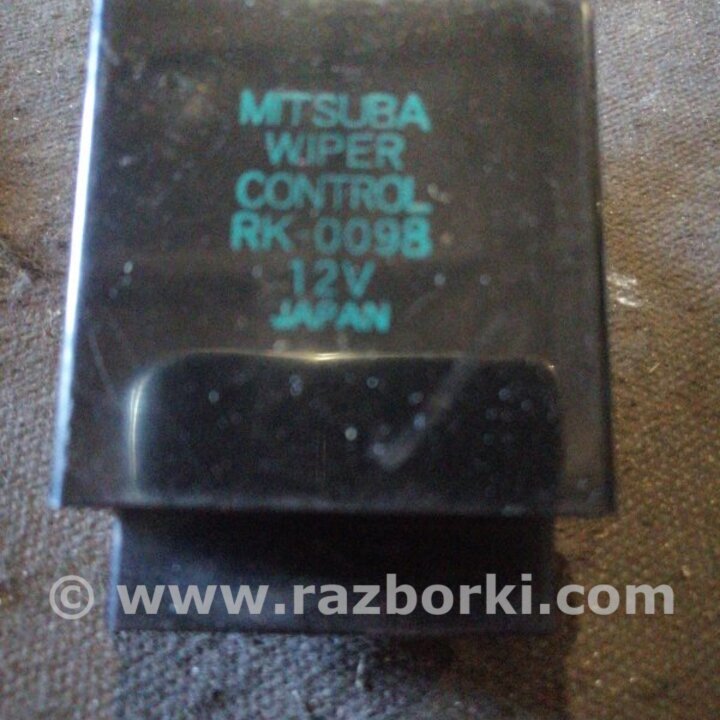 MITSUBA
WIPER
CONTROL
RK-0098
12V
JAPAN
© www.razborki.com